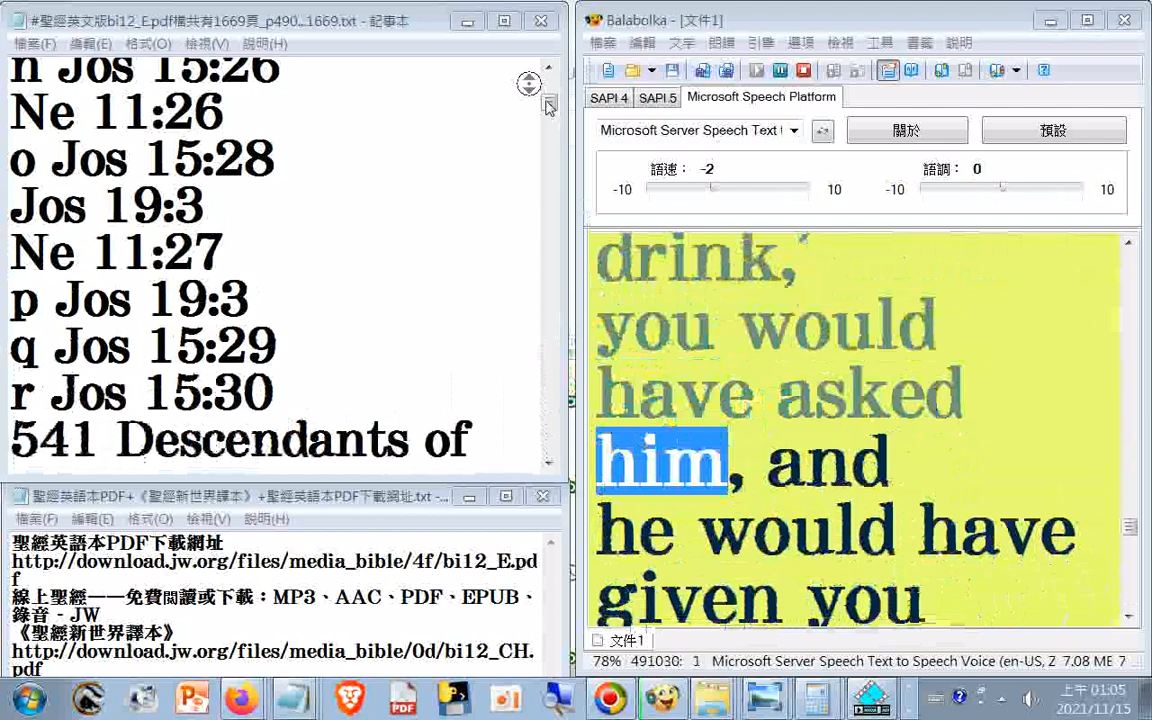 #聖經英文版bi12_E.pdf檔共有1669頁_p490...1669.txt - 記事本
檔案(F) 編輯(E) 格式(O) 檢視(V) 說明(H)
n Jos 15:26
Ne 11:26
o Jos 15:28
Jos 19:3
Ne 11:27
p Jos 19:3
q Jos 15:29
r Jos 15:30
541 Descendants of
聖經英語本PDF+《聖經新世界譯本》+聖經英語本PDF下載網址.txt - ...
檔案(F) 編輯(E) 格式(O) 檢視(V) 說明(H)
聖經英語本PDF下載網址
http://download.jw.org/files/media_bible/4f/bi12_E.pd
f
線上聖經——免費閱讀或下載：MP3、AAC、PDF、EPUB、
錄音 - JW
《聖經新世界譯本》
http://download.jw.org/files/media_bible/0d/bi12_CH.
pdf
Balabolka - [文件1]
檔案 編輯 文字 朗讀 引擎 選項 檢視 工具 書籤 說明
SAPI 4 SAPI 5 Microsoft Speech Platform
Microsoft Server Speech Text 關於 預設
語速： -2 語調： 0
-10 10 -10 10
drink,
you would
have asked
him, and
he would have
given you
文件1
78% 491030: 1 Microsoft Server Speech Text to Speech Voice (en-US, Z 7.08 ME 7
PDF
上午 01:05
2021/11/15